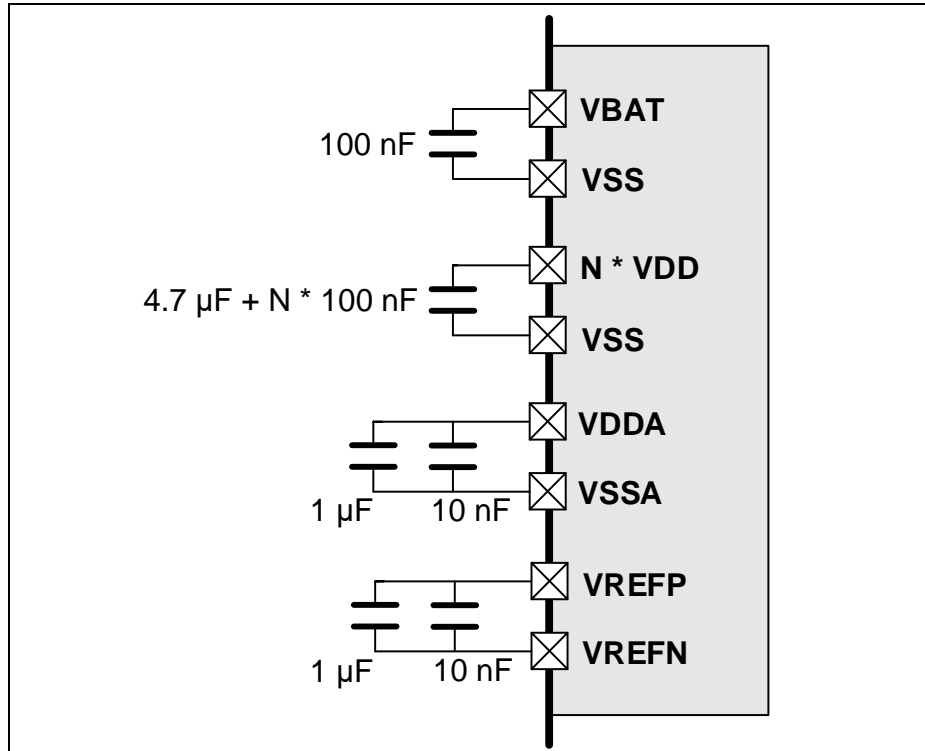 VBAT
100 nF
VSS
N * VDD
4.7 µF + N * 100 nF
VSS
VDDA
VSSA
1 µF 10 nF
VREFP
VREFN
1 µF 10 nF